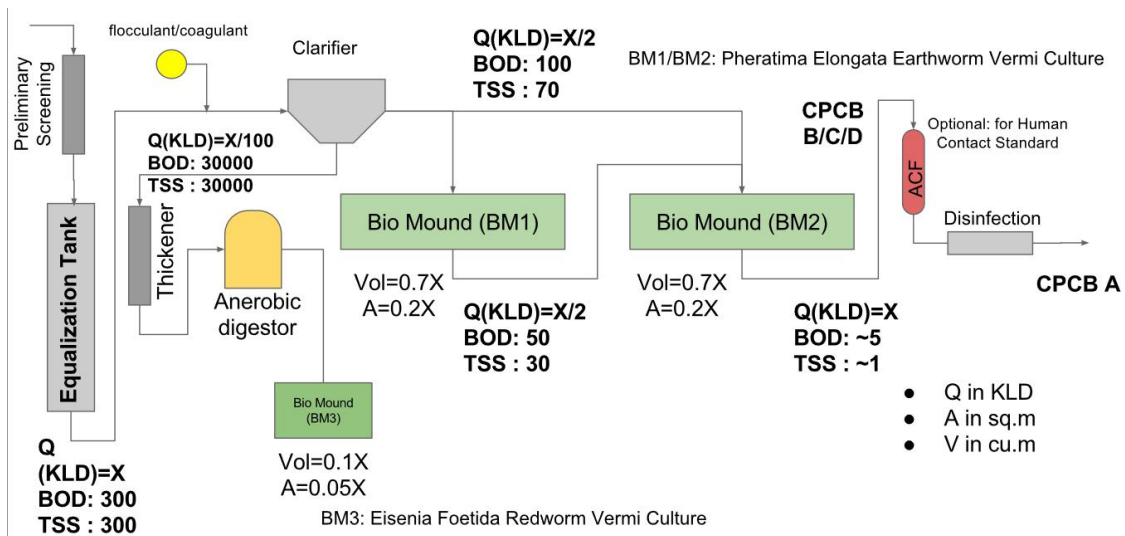 flocculant/coagulant
Clarifier
Q(KLD)=X/2
BOD: 100
TSS : 70
BM1/BM2: Pheratima Elongata Earthworm Vermi Culture
Preliminary
Screening
Q(KLD)=X/100
BOD: 30000
TSS : 30000
CPCB
B/C/D
Optional: for Human
Contact Standard
ACF
Equalization Tank
Thickener
Anerobic
digestor
Bio Mound (BM1)
Bio Mound (BM2)
Disinfection
CPCB A
Vol=0.7X
A=0.2X
Q(KLD)=X/2
BOD: 50
TSS : 30
Vol=0.7X
A=0.2X
Q(KLD)=X
BOD: ~5
TSS : ~1
Bio Mound
(BM3)
Vol=0.1X
A=0.05X
● Q in KLD
● A in sq.m
● V in cu.m
Q
(KLD)=X
BOD: 300
TSS : 300
BM3: Eisenia Foetida Redworm Vermi Culture